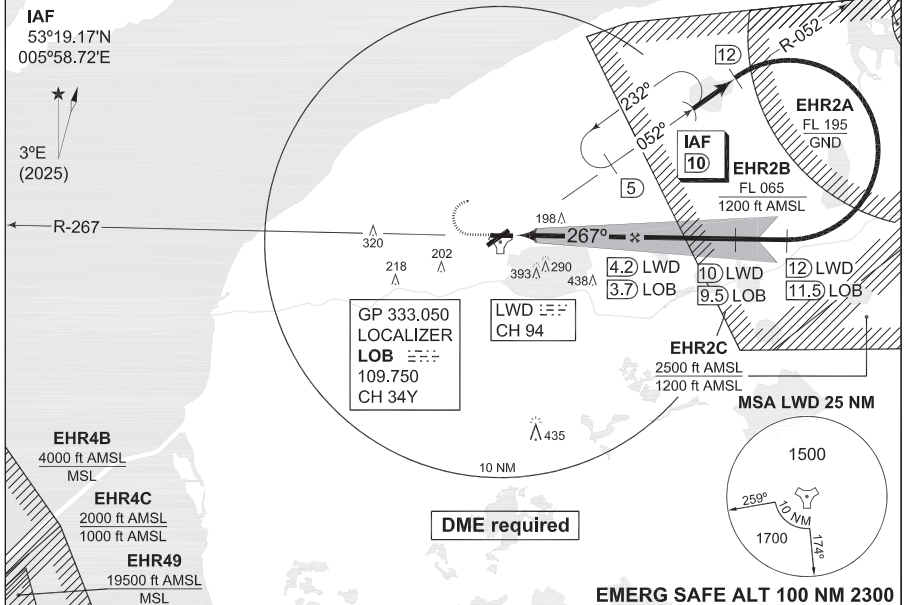 IAF
53º19.17'N
005º58.72'E
3ºE
(2025)
R-052
12
232º
052º
IAF
10
5
EHR2A
FL 195
GND
EHR2B
FL 065
1200 ft AMSL
R-267
320
198
267º
202
218
393
290
438
4.2 LWD
3.7 LOB
10 LWD
9.5 LOB
12 LWD
11.5 LOB
GP 333.050
LOCALIZER
LOB
109.750
CH 34Y
LWD
CH 94
EHR2C
2500 ft AMSL
1200 ft AMSL
MSA LWD 25 NM
1500
259º
10 NM
1700
174º
435
10 NM
EHR4B
4000 ft AMSL
MSL
EHR4C
2000 ft AMSL
1000 ft AMSL
EHR49
19500 ft AMSL
MSL
DME required
EMERG SAFE ALT 100 NM 2300